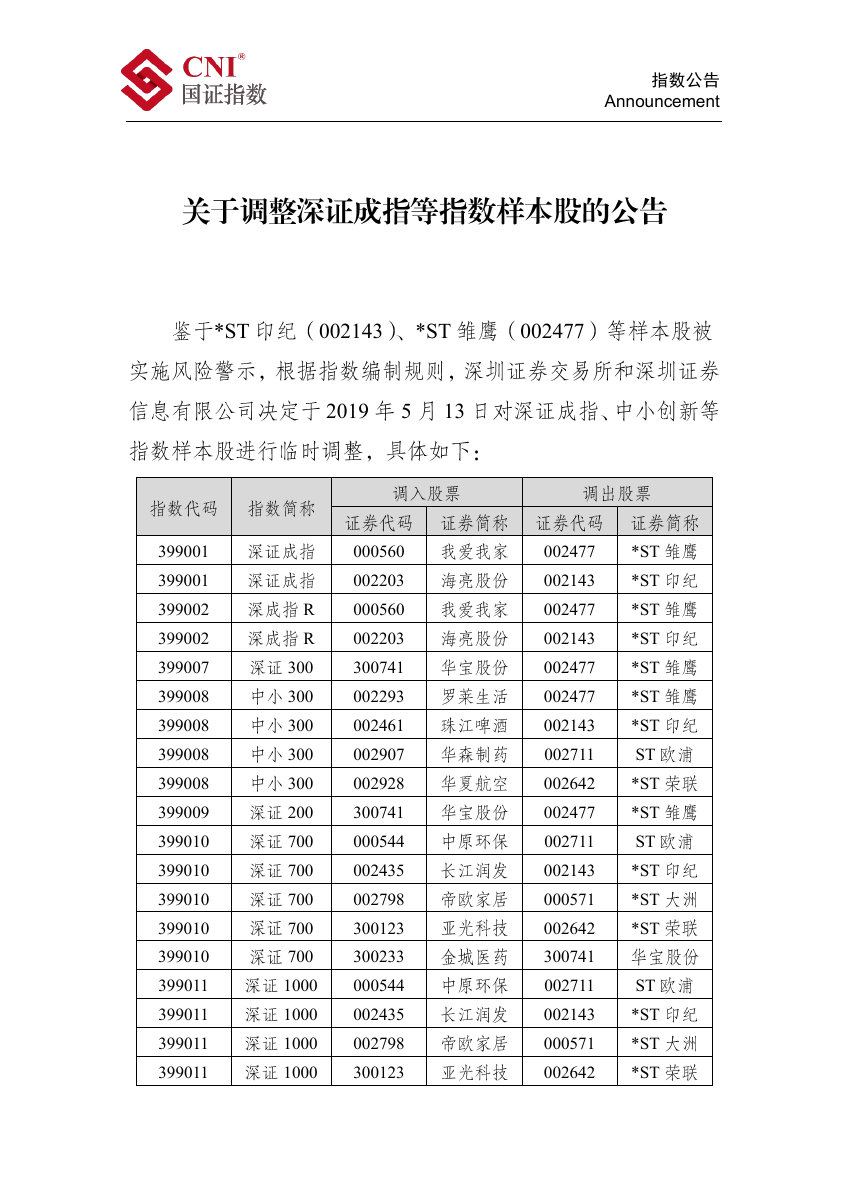 CNI®
国证指数
指数公告
Announcement
关于调整深证成指等指数样本股的公告
鉴于*ST 印纪（002143）、*ST 雏鹰（002477）等样本股被
实施风险警示，根据指数编制规则，深圳证券交易所和深圳证券
信息有限公司决定于 2019 年 5 月 13 日对深证成指、中小创新等
指数样本股进行临时调整，具体如下：
指数代码 指数简称 调入股票 调出股票
证券代码 证券简称 证券代码 证券简称
399001 深证成指 000560 我爱我家 002477 *ST 雏鹰
399001 深证成指 002203 海亮股份 002143 *ST 印纪
399002 深成指 R 000560 我爱我家 002477 *ST 雏鹰
399002 深成指 R 002203 海亮股份 002143 *ST 印纪
399007 深证 300 300741 华宝股份 002477 *ST 雏鹰
399008 中小 300 002293 罗莱生活 002477 *ST 雏鹰
399008 中小 300 002461 珠江啤酒 002143 *ST 印纪
399008 中小 300 002907 华森制药 002711 ST 欧浦
399008 中小 300 002928 华夏航空 002642 *ST 荣联
399009 深证 200 300741 华宝股份 002477 *ST 雏鹰
399010 深证 700 000544 中原环保 002711 ST 欧浦
399010 深证 700 002435 长江润发 002143 *ST 印纪
399010 深证 700 002798 帝欧家居 000571 *ST 大洲
399010 深证 700 300123 亚光科技 002642 *ST 荣联
399010 深证 700 300233 金城医药 300741 华宝股份
399011 深证 1000 000544 中原环保 002711 ST 欧浦
399011 深证 1000 002435 长江润发 002143 *ST 印纪
399011 深证 1000 002798 帝欧家居 000571 *ST 大洲
399011 深证 1000 300123 亚光科技 002642 *ST 荣联